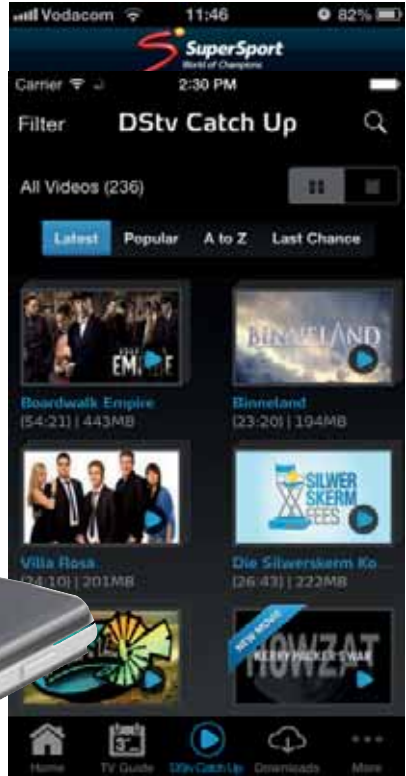 Vodacom 11:46 82%
SuperSport
World of Champions
Carrier 2:30 PM
Filter DStv Catch Up
All Videos (236)
Latest Popular A to Z Last Chance
EMPIRE
BINNELAND
Boardwalk Empire Binneland
(54:21) | 443MB (23:20) | 194MB
SILWER
SKERM
FEES
Villa Rosa Die Silwerskerm Ko...
(24:10) | 201MB (26:43) | 222MB
NEW MOVIE
HOWZAT
KERRY PACKER'S WAR
Home TV Guide DStv Catch Up Downloads More